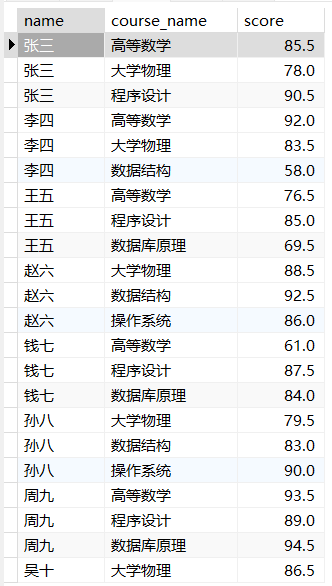 name course_name score
张三 高等数学 85.5
张三 大学物理 78.0
张三 程序设计 90.5
李四 高等数学 92.0
李四 大学物理 83.5
李四 数据结构 58.0
王五 高等数学 76.5
王五 程序设计 85.0
王五 数据库原理 69.5
赵六 大学物理 88.5
赵六 数据结构 92.5
赵六 操作系统 86.0
钱七 高等数学 61.0
钱七 程序设计 87.5
钱七 数据库原理 84.0
孙八 大学物理 79.5
孙八 数据结构 83.0
孙八 操作系统 90.0
周九 高等数学 93.5
周九 程序设计 89.0
周九 数据库原理 94.5
吴十 大学物理 86.5